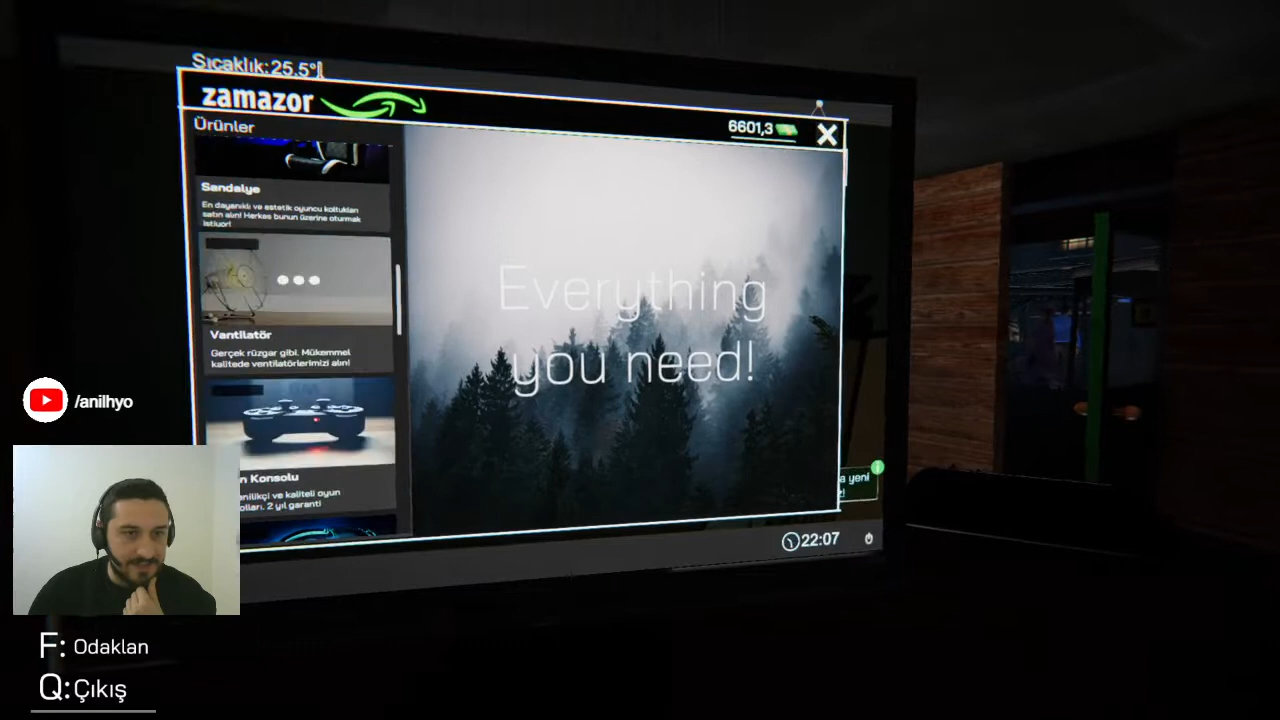 Sıcaklık: 25.5°
zamazor
Ürünler
6601,3
Sandalye
En dayanıklı ve estetik oyuncu koltukları
satın alın! Herkes bunun üzerine oturmak
istiyor!
Vantilatör
Gerçek rüzgar gibi. Mükemmel
kalitede ventilatörlerimizi alın!
Everything
you need!
n Konsolu
enilikçi ve kaliteli oyun
olları. 2 yıl garanti
a yeni
22:07
/anilhyo
F: Odaklan
Q: Çıkış